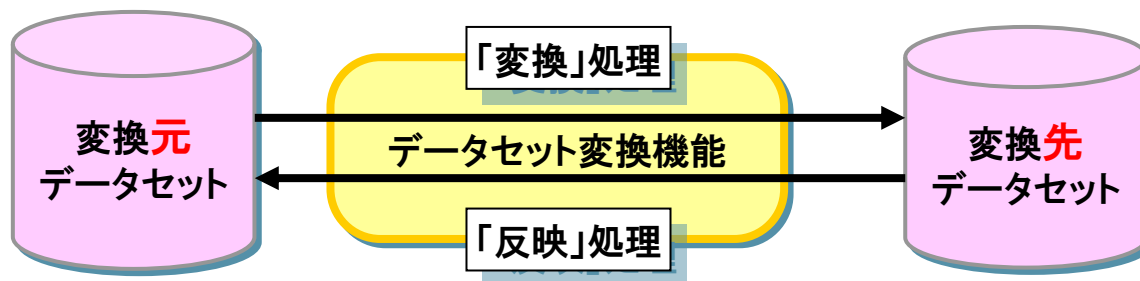 「変換」処理
変換元
データセット
データセット変換機能
変換先
データセット
「反映」処理